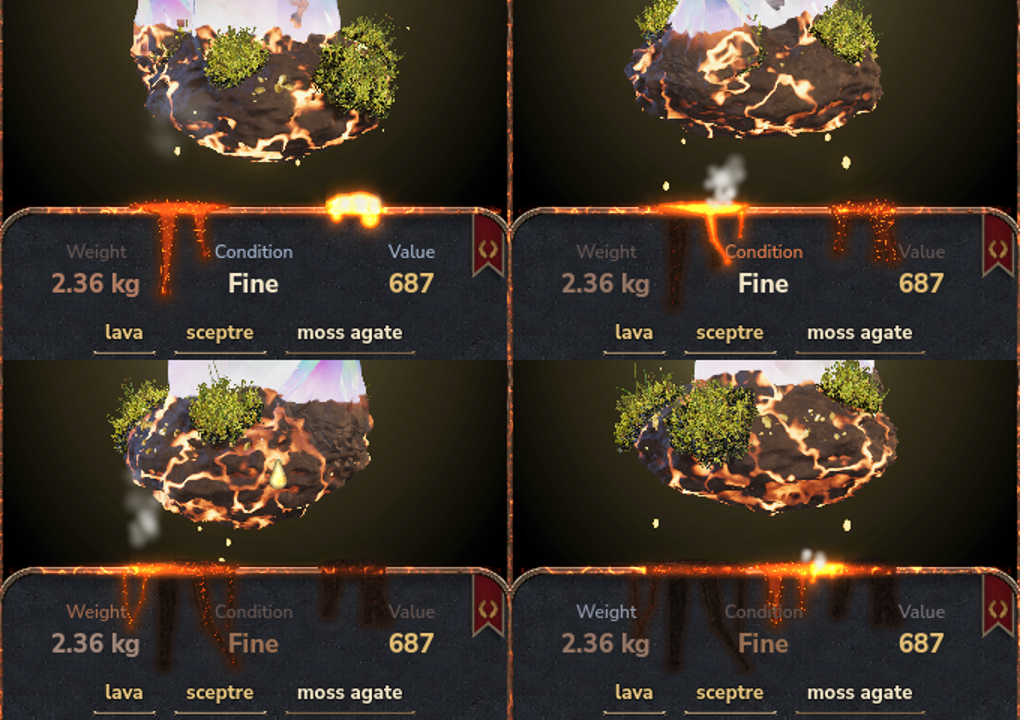 Weight Condition Value
2.36 kg Fine 687
lava sceptre moss agate
Weight Condition Value
2.36 kg Fine 687
lava sceptre moss agate
Weight Condition Value
2.36 kg Fine 687
lava sceptre moss agate
Weight Condition Value
2.36 kg Fine 687
lava sceptre moss agate